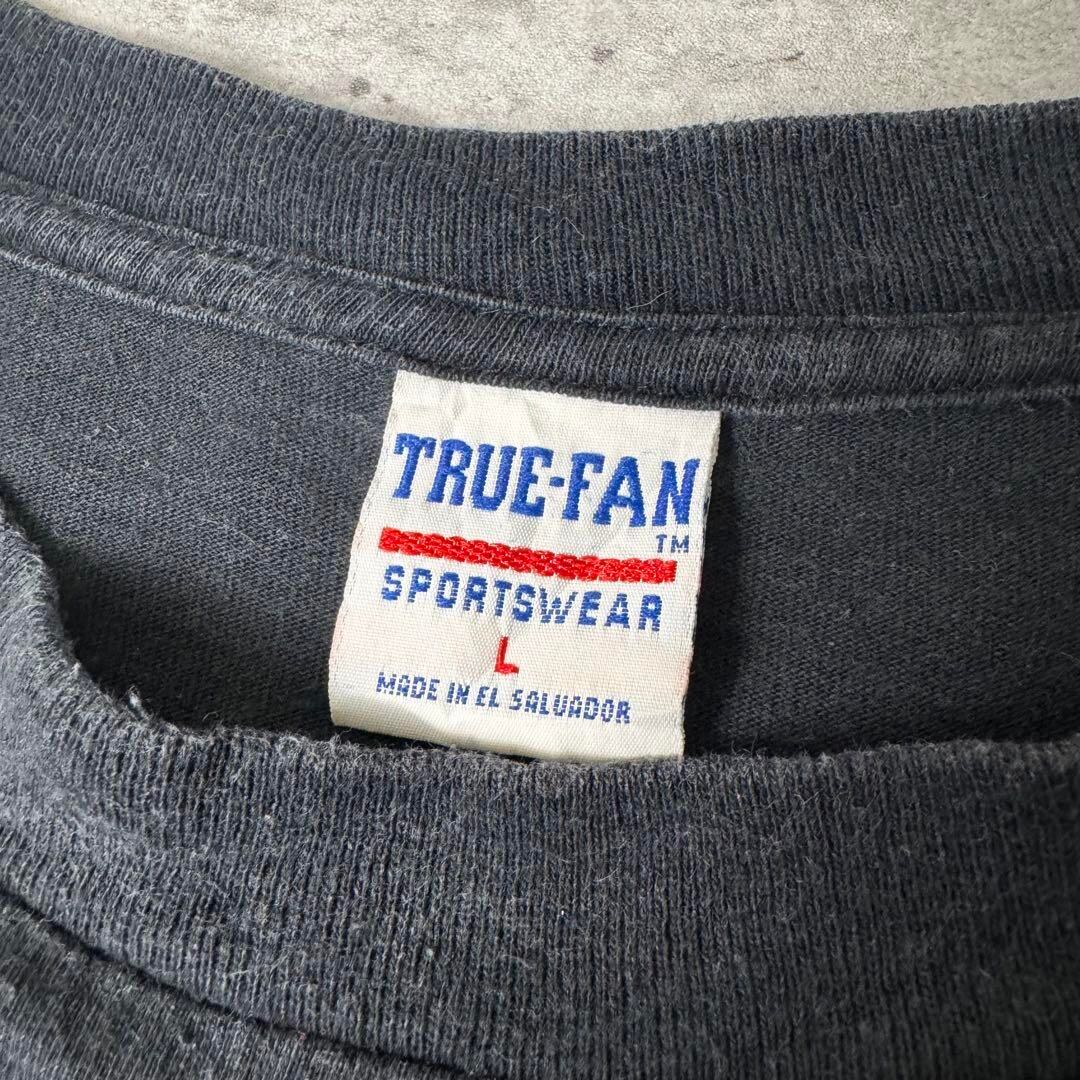 TRUE-FAN
TM
SPORTSWEAR
L
MADE IN EL SALVADOR